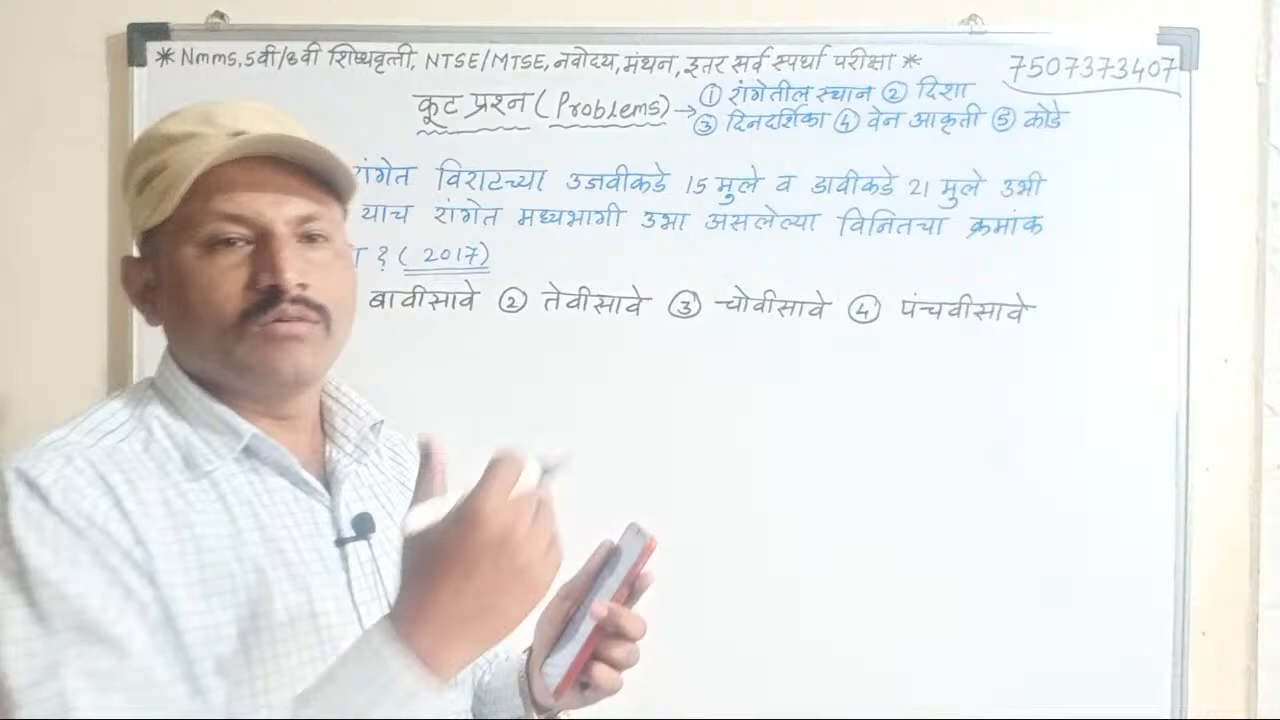 * Nmms, 5वी/8वी शिष्यवृत्ती, NTSE/MTSE, नवोदय, मंथन, इतर सर्व स्पर्धा परीक्षा *
7507373407
कूट प्रश्न (Problems) → ① रांगेतील स्थान ② दिशा
③ दिनदर्शिका ④ वेन आकृती ⑤ कोडे
रांगेत विराटच्या उजवीकडे 15 मुले व डावीकडे 21 मुले उभी
याच रांगेत मध्यभागी उभा असलेल्या विनितचा क्रमांक
? (2017)
बावीसावे ② तेवीसावे ③ चोवीसावे ④ पंचवीसावे